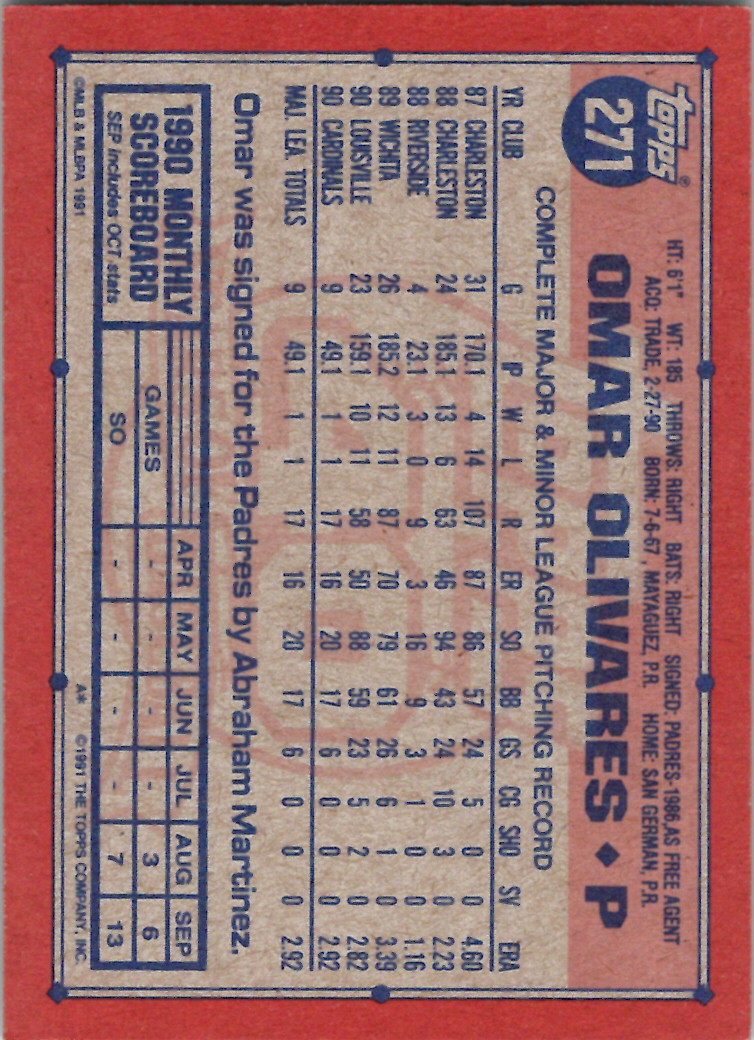 TOPPS®
271
HT: 6'1" WT: 185 THROWS: RIGHT BATS: RIGHT SIGNED: PADRES-1986,AS FREE AGENT
ACQ: TRADE, 2-27-90 BORN: 7-6-67, MAYAGUEZ, P.R. HOME: SAN GERMAN, P.R.
OMAR OLIVARES ♦ P
COMPLETE MAJOR & MINOR LEAGUE PITCHING RECORD
YR CLUB G IP W L R ER SO BB GS CG SHO SV ERA
87 CHARLESTON 31 170.1 4 14 107 87 86 57 24 5 0 0 4.60
88 CHARLESTON 24 185.1 13 6 63 46 94 43 24 10 3 0 2.23
88 RIVERSIDE 4 23.1 3 0 9 3 16 9 3 1 0 0 1.16
89 WICHITA 26 185.2 12 11 87 70 79 61 26 6 1 0 3.39
90 LOUISVILLE 23 159.1 10 11 58 50 88 59 23 5 2 0 2.82
90 CARDINALS 9 49.1 1 1 17 16 20 17 6 0 0 0 2.92
MAJ. LEA. TOTALS 9 49.1 1 1 17 16 20 17 6 0 0 0 2.92
Omar was signed for the Padres by Abraham Martinez.
1990 MONTHLY
SCOREBOARD
SEP includes OCT stats
APR MAY JUN JUL AUG SEP
GAMES - - - - 3 6
SO - - - - 7 13
©MLB & MLBPA 1991
A* ©1991 THE TOPPS COMPANY, INC.